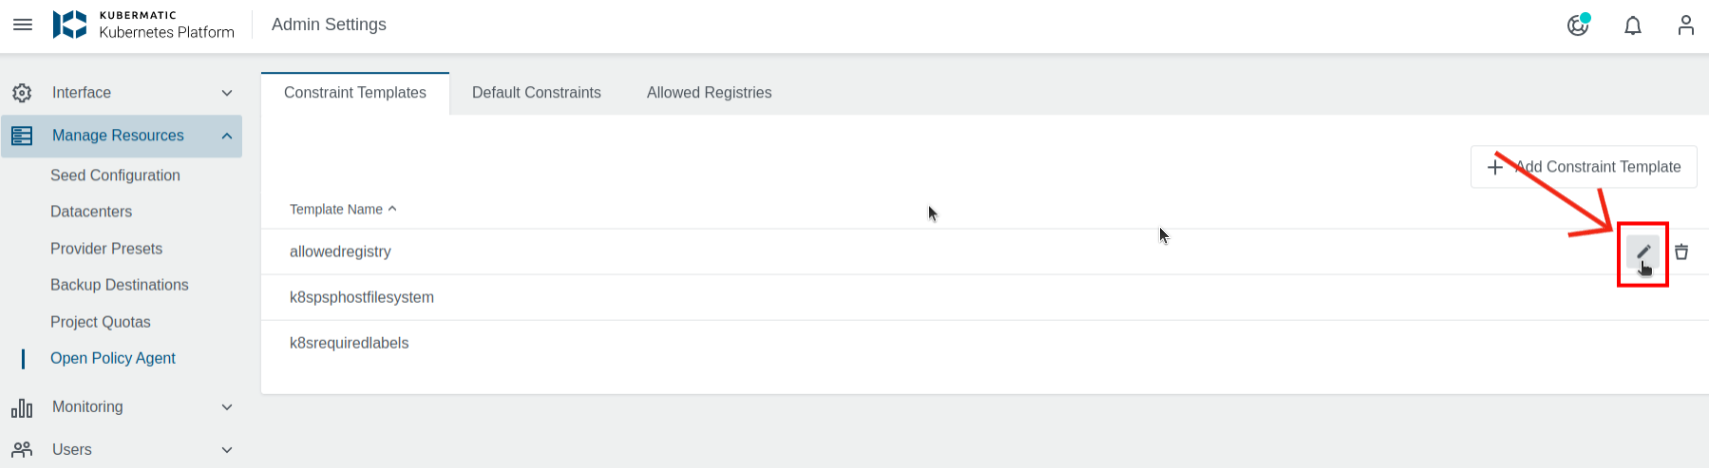 KUBERMATIC
Kubernetes Platform
Admin Settings
Interface
Manage Resources
Seed Configuration
Datacenters
Provider Presets
Backup Destinations
Project Quotas
Open Policy Agent
Monitoring
Users
Constraint Templates
Default Constraints
Allowed Registries
Add Constraint Template
Template Name
allowedregistry
k8spsphostfilesystem
k8srequiredlabels